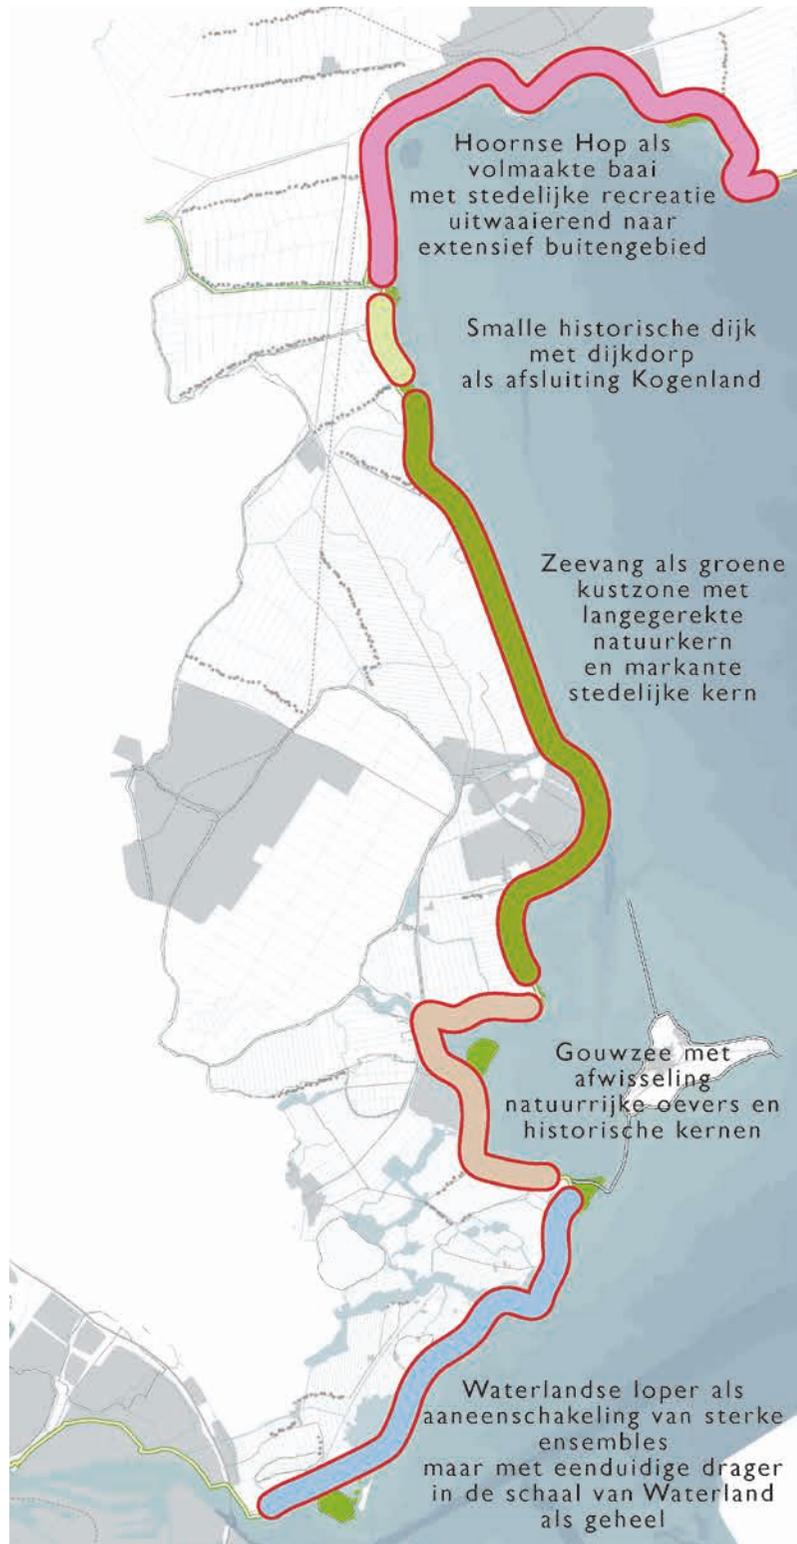 Hoornse Hop als
volmaakte baai
met stedelijke recreatie
uitwaaierend naar
extensief buitengebied
Smalle historische dijk
met dijkdorp
als afsluiting Kogenland
Zeevang als groene
kustzone met
langegerekte
natuurkern
en markante
stedelijke kern
Gouwzee met
afwisseling
natuurrijke oevers en
historische kernen
Waterlandse loper als
aaneenschakeling van sterke
ensembles
maar met eenduidige drager
in de schaal van Waterland
als geheel